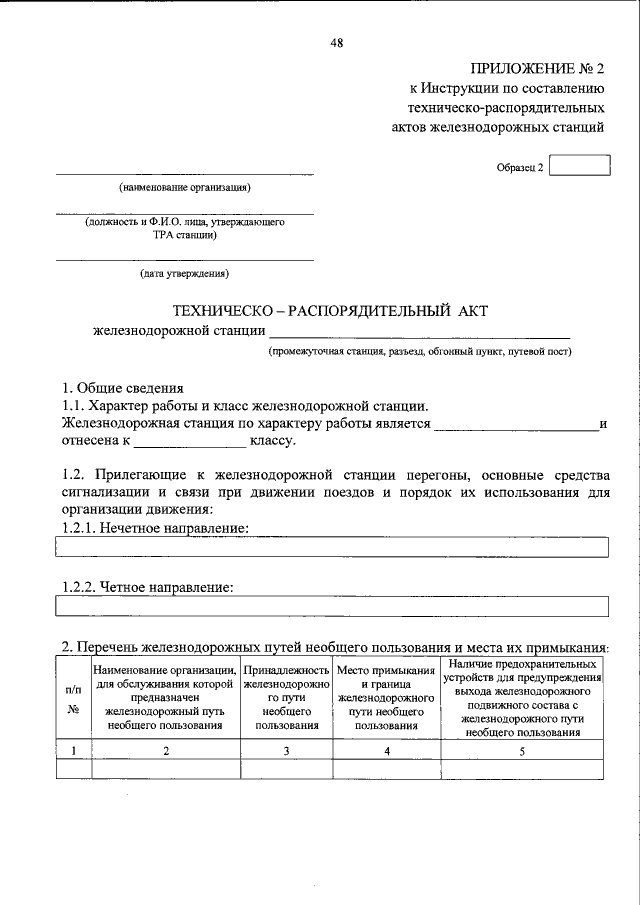 48
ПРИЛОЖЕНИЕ № 2
к Инструкции по составлению
техническо-распорядительных
актов железнодорожных станций
Образец 2
(наименование организация)
(должность и Ф.И.О. лица, утверждающего
ТРА станции)
(дата утверждения)
ТЕХНИЧЕСКО – РАСПОРЯДИТЕЛЬНЫЙ АКТ
железнодорожной станции
(промежуточная станция, разъезд, обгонный пункт, путевой пост)
1. Общие сведения
1.1. Характер работы и класс железнодорожной станции.
Железнодорожная станция по характеру работы является ______ и
отнесена к ______ классу.
1.2. Прилегающие к железнодорожной станции перегоны, основные средства
сигнализации и связи при движении поездов и порядок их использования для
организации движения:
1.2.1. Нечетное направление:
1.2.2. Четное направление:
2. Перечень железнодорожных путей необщего пользования и места их примыкания:
п/п
№
Наименование организации,
для обслуживания которой
предназначен
железнодорожный путь
необщего пользования
Принадлежность
железнодорожно
го пути
необщего
пользования
Место примыкания
и граница
железнодорожного
пути необщего
пользования
Наличие предохранительных
устройств для предупреждения
выхода железнодорожного
подвижного состава с
железнодорожного пути
необщего пользования
1 2 3 4 5